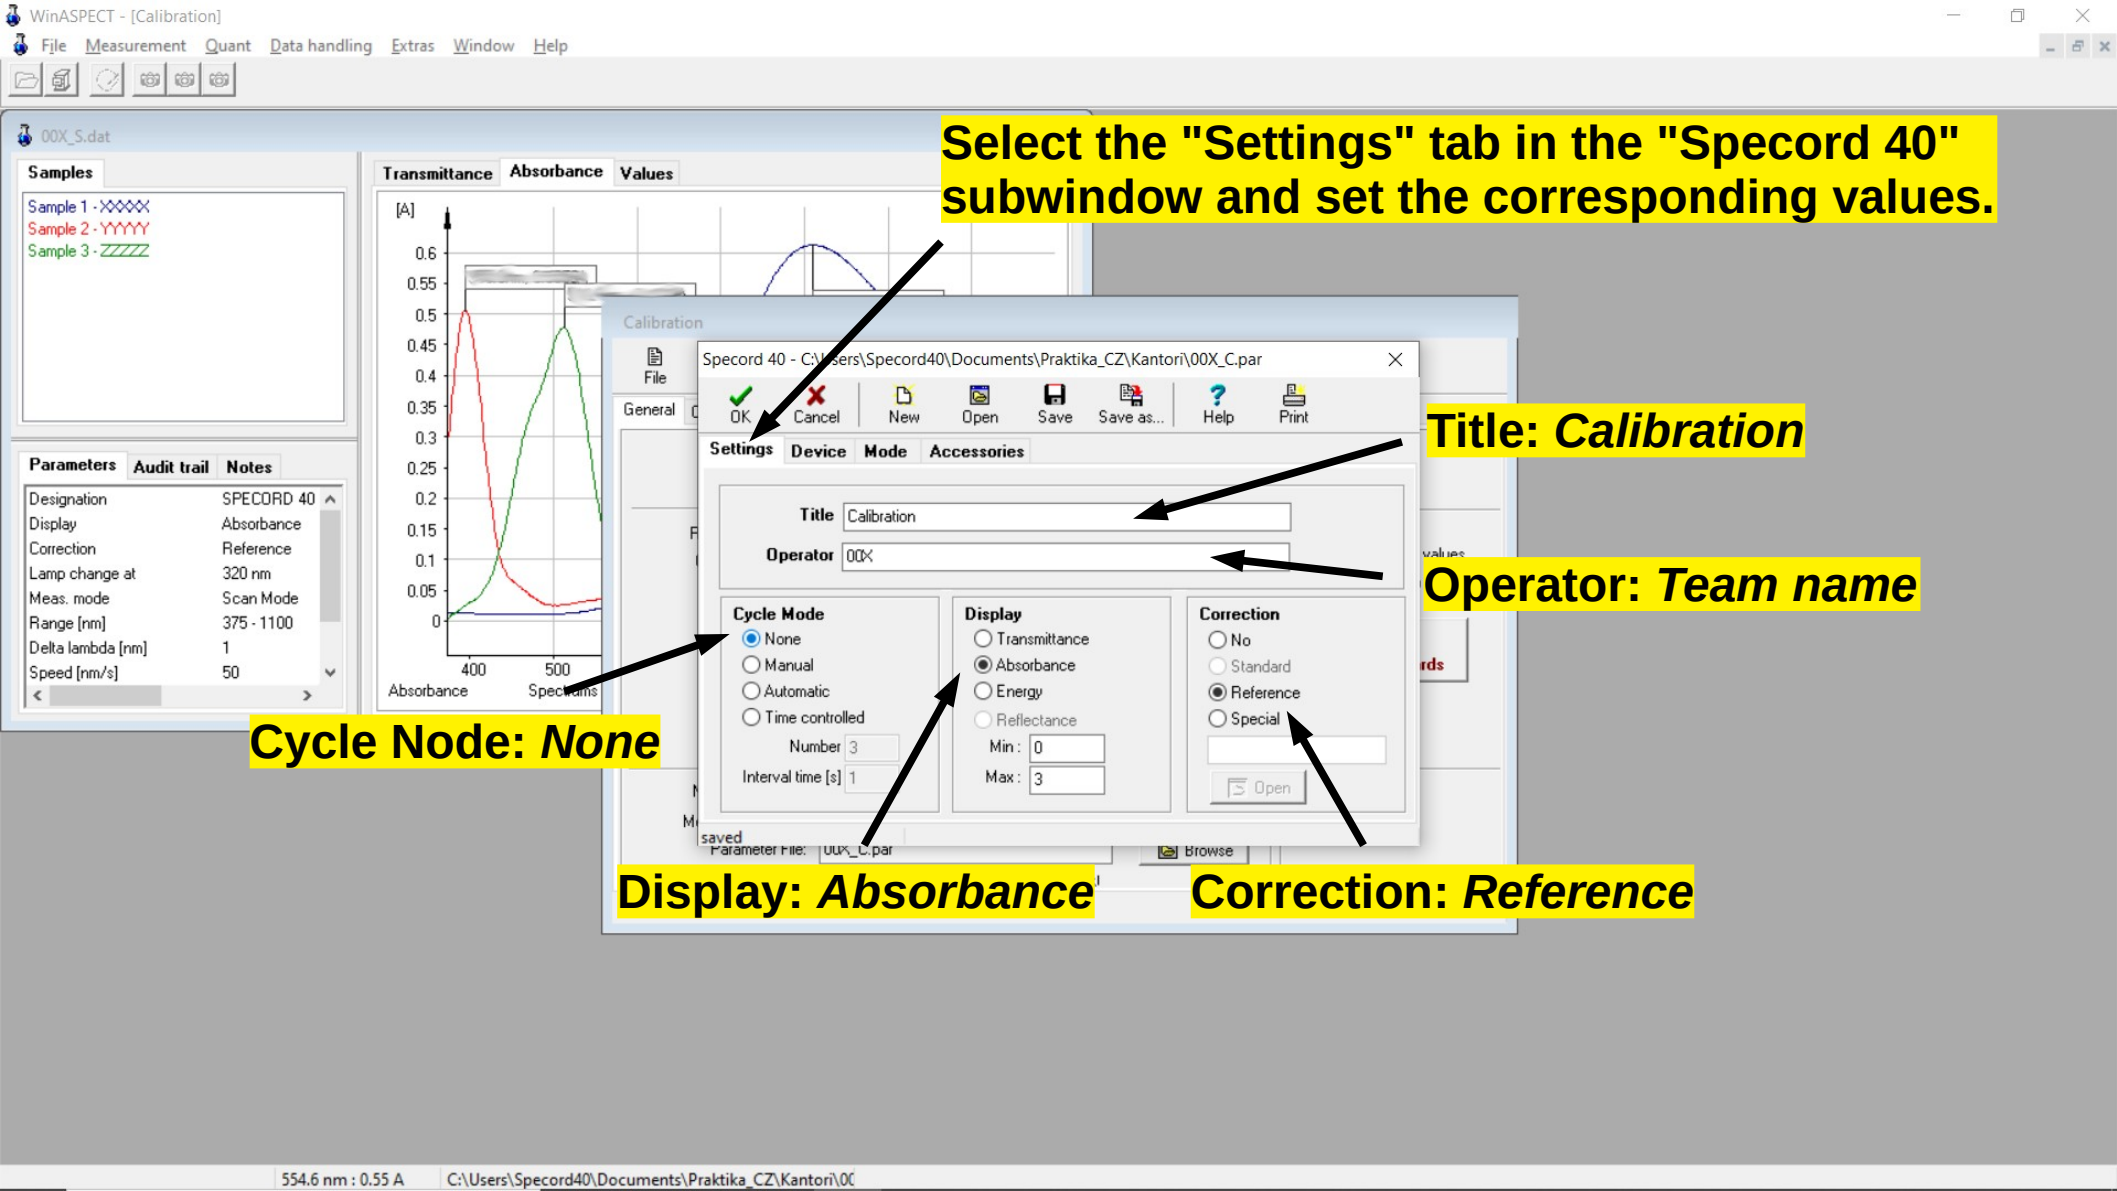 WinASPECT - [Calibration]
File Measurement Quant Data handling Extras Window Help
00X_S.dat
Samples
Sample 1 - XXXXX
Sample 2 - YYYYY
Sample 3 - ZZZZZ
Transmittance Absorbance Values
[A]
0.6
0.55
0.5
0.45
0.4
0.35
0.3
0.25
0.2
0.15
0.1
0.05
0
400 500
Absorbance
Parameters Audit trail Notes
Designation SPECORD 40
Display Absorbance
Correction Reference
Lamp change at 320 nm
Meas. mode Scan Mode
Range [nm] 375 - 1100
Delta lambda [nm] 1
Speed [nm/s] 50
Select the "Settings" tab in the "Specord 40"
subwindow and set the corresponding values.
Calibration
File
General
Specord 40 - C:\Users\Specord40\Documents\Praktika_CZ\Kantori\00X_C.par
OK Cancel New Open Save Save as... Help Print
Settings Device Mode Accessories
Title Calibration
Operator 00X
Cycle Mode
None
Manual
Automatic
Time controlled
Number 3
Interval time [s] 1
Display
Transmittance
Absorbance
Energy
Reflectance
Min : 0
Max : 3
Correction
No
Standard
Reference
Special
Open
saved
values
rds
Parameter File: 00X_C.par
Browse
Title: Calibration
Operator: Team name
Cycle Node: None
Display: Absorbance
Correction: Reference
554.6 nm : 0.55 A C:\Users\Specord40\Documents\Praktika_CZ\Kantori\00